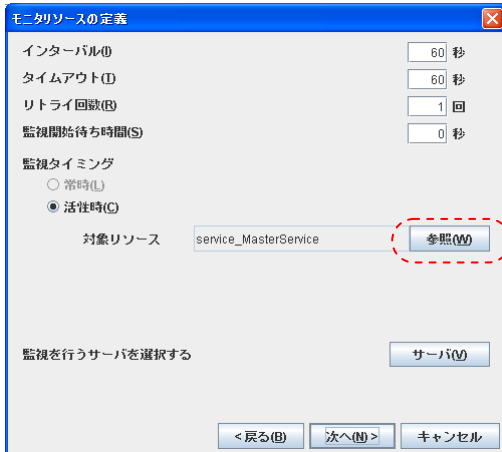 モニタリソースの定義
インターバル(I) 60 秒
タイムアウト(T) 60 秒
リトライ回数(R) 1 回
監視開始待ち時間(S) 0 秒
監視タイミング
常時(L)
活性時(C)
対象リソース service_MasterService 参照(W)
監視を行うサーバを選択する サーバ(V)
<戻る(B) 次へ(N)> キャンセル